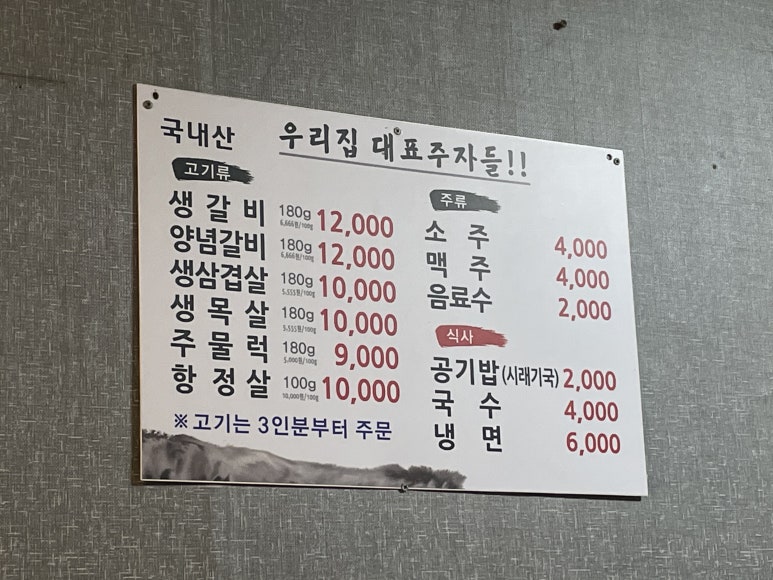 국내산
우리집 대표주자들!!
고기류
생 갈 비 180g 6,666원/100g 12,000
양념갈비 180g 6,666원/100g 12,000
생삼겹살 180g 5,555원/100g 10,000
생 목 살 180g 5,555원/100g 10,000
주 물 럭 180g 5,000원/100g 9,000
항 정 살 100g 10,000원/100g 10,000
※고기는 3인분부터 주문
주류
소 주 4,000
맥 주 4,000
음료수 2,000
식사
공기밥(시래기국) 2,000
국 수 4,000
냉 면 6,000